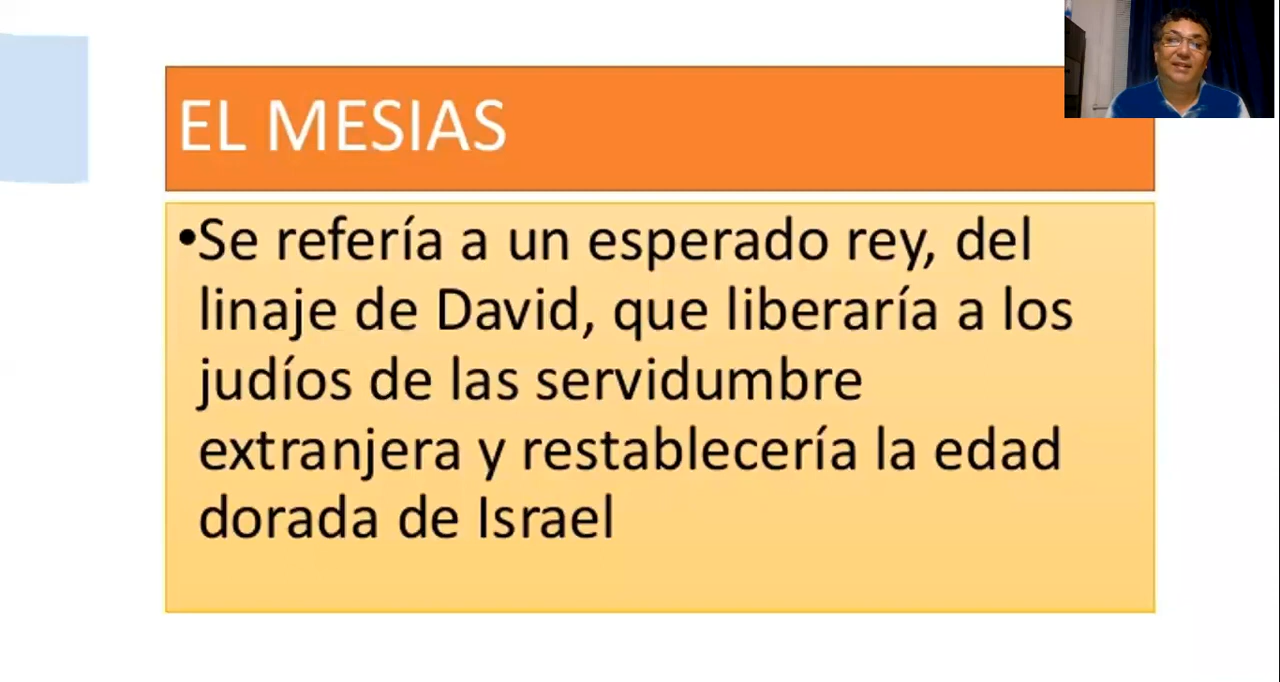 EL MESIAS
•Se refería a un esperado rey, del
linaje de David, que liberaría a los
judíos de las servidumbre
extranjera y restablecería la edad
dorada de Israel